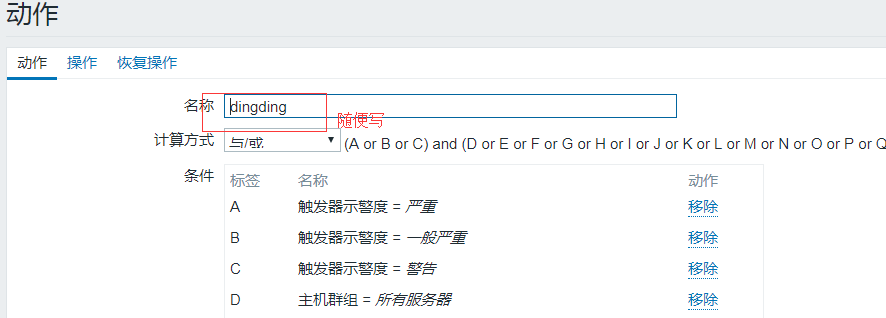 动作
动作 操作 恢复操作
名称 dingding
随便写
计算方式 与/或 (A or B or C) and (D or E or F or G or H or I or J or K or L or M or N or O or P or Q
条件 标签 名称 动作
A 触发器示警度 = 严重 移除
B 触发器示警度 = 一般严重 移除
C 触发器示警度 = 警告 移除
D 主机群组 = 所有服务器 移除